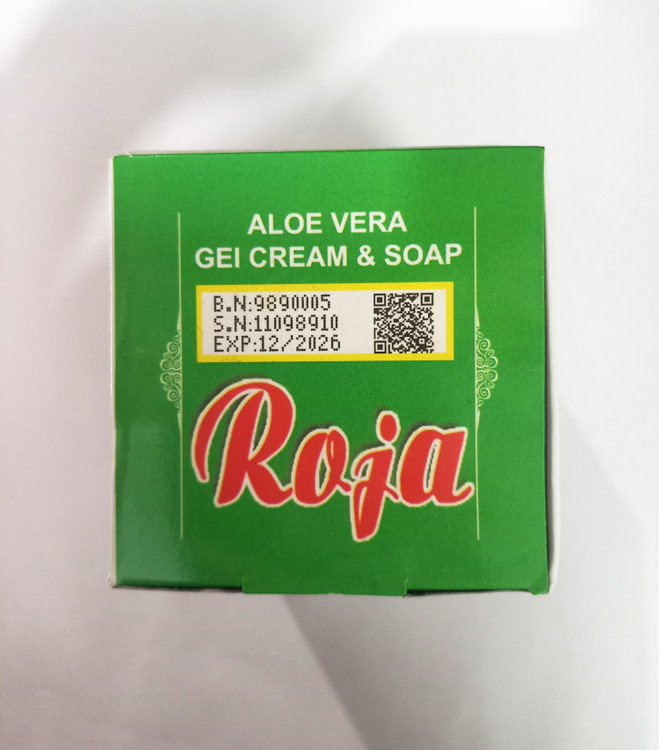 ALOE VERA
GEI CREAM & SOAP
B.N:9890005
S.N:11098910
EXP:12/2026
Roja